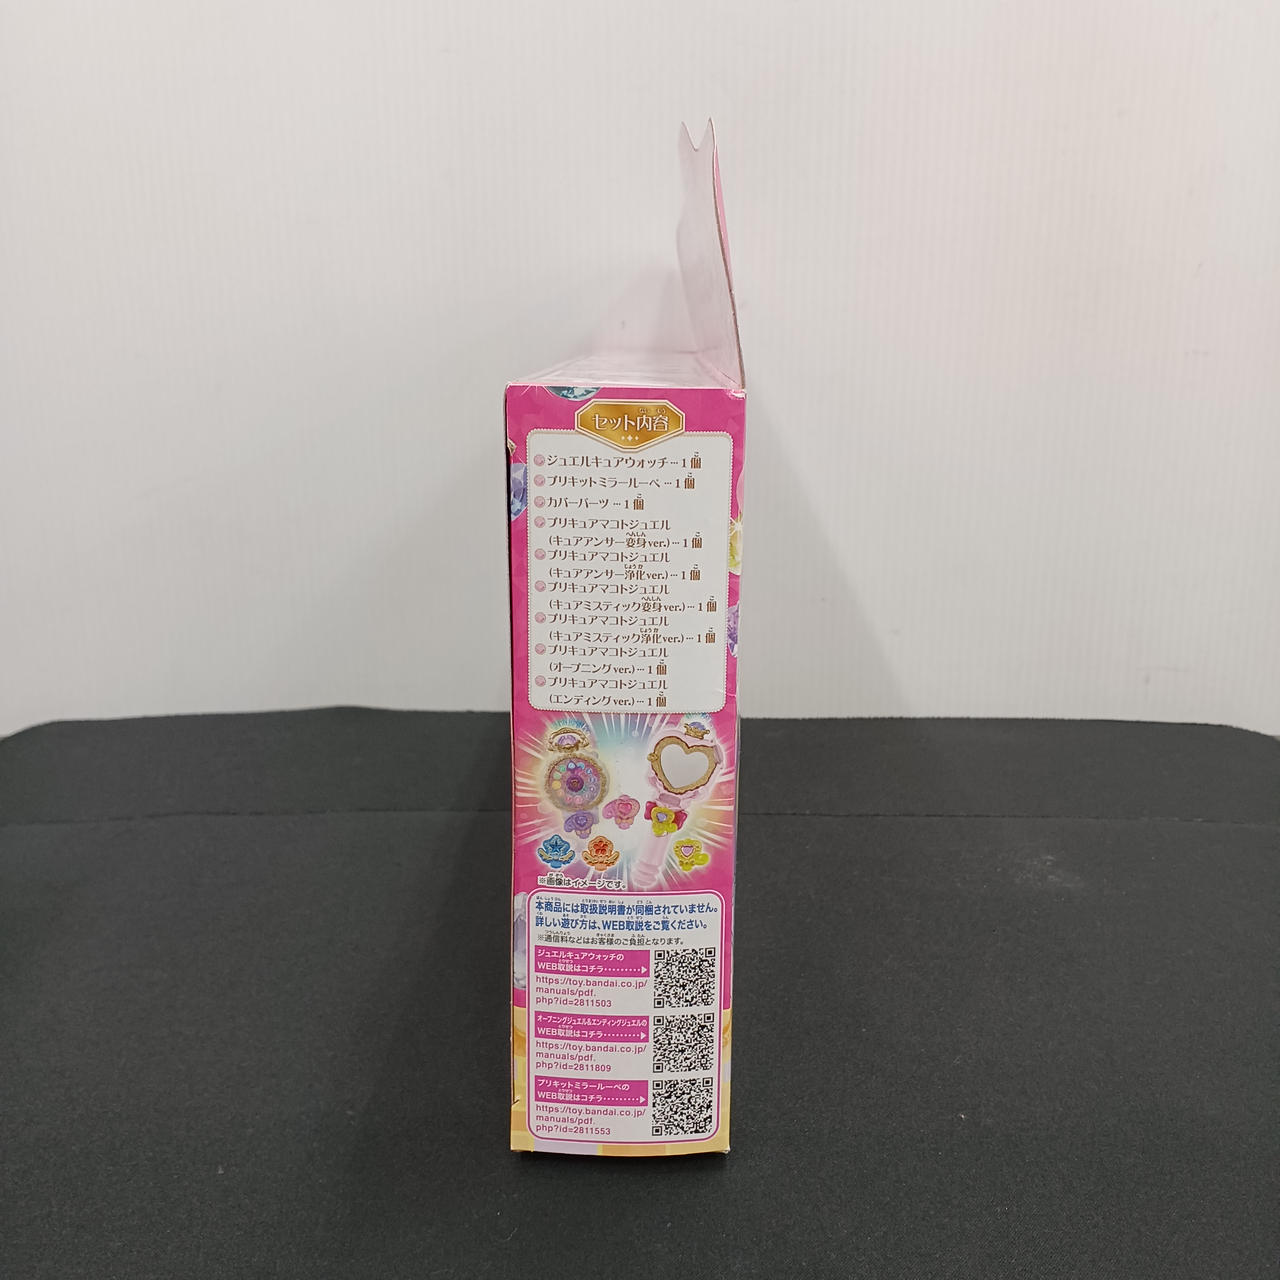 セット内容
ジュエルキュアウォッチ…1個
プリキットミラールーペ…1個
カバーパーツ…1個
プリキュアマコトジュエル
(キュアアンサー変身ver.)…1個
プリキュアマコトジュエル
(キュアアンサー浄化ver.)…1個
プリキュアマコトジュエル
(キュアミスティック変身ver.)…1個
プリキュアマコトジュエル
(キュアミスティック浄化ver.)…1個
プリキュアマコトジュエル
(オープニングver.)…1個
プリキュアマコトジュエル
(エンディングver.)…1個
※画像はイメージです。
本商品には取扱説明書が同梱されていません。
詳しい遊び方は、WEB取説をご覧ください。
※通信料などはお客様のご負担となります。
ジュエルキュアウォッチの
WEB取説はコチラ………
https://toy.bandai.co.jp/
manuals/pdf.
php?id=2811503
オープニングジュエル&エンディングジュエルの
WEB取説はコチラ………
https://toy.bandai.co.jp/
manuals/pdf.
php?id=2811809
プリキットミラールーペの
WEB取説はコチラ………
https://toy.bandai.co.jp/
manuals/pdf.
php?id=2811553